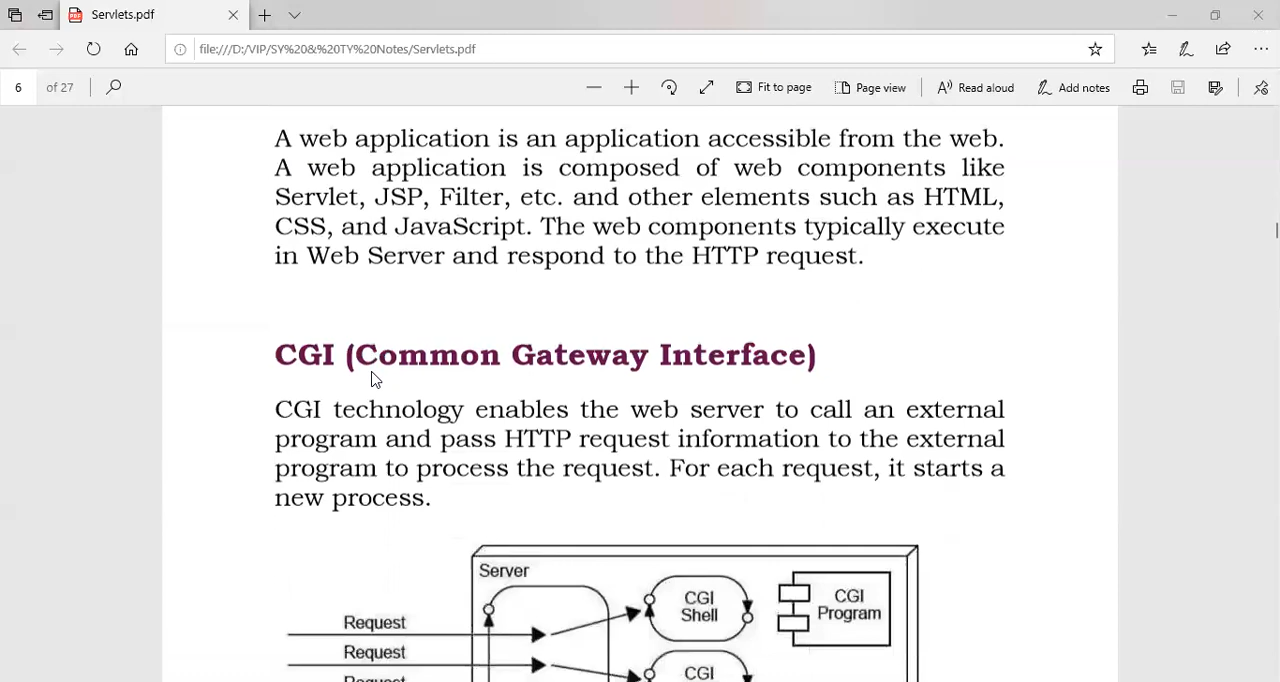 Servlets.pdf
file:///D:/VIP/SY%20&%20TY%20Notes/Servlets.pdf
6 of 27 Fit to page Page view Read aloud Add notes
A web application is an application accessible from the web.
A web application is composed of web components like
Servlet, JSP, Filter, etc. and other elements such as HTML,
CSS, and JavaScript. The web components typically execute
in Web Server and respond to the HTTP request.
CGI (Common Gateway Interface)
CGI technology enables the web server to call an external
program and pass HTTP request information to the external
program to process the request. For each request, it starts a
new process.
Server
CGI
Shell
CGI
Program
Request
Request
CGI
Request